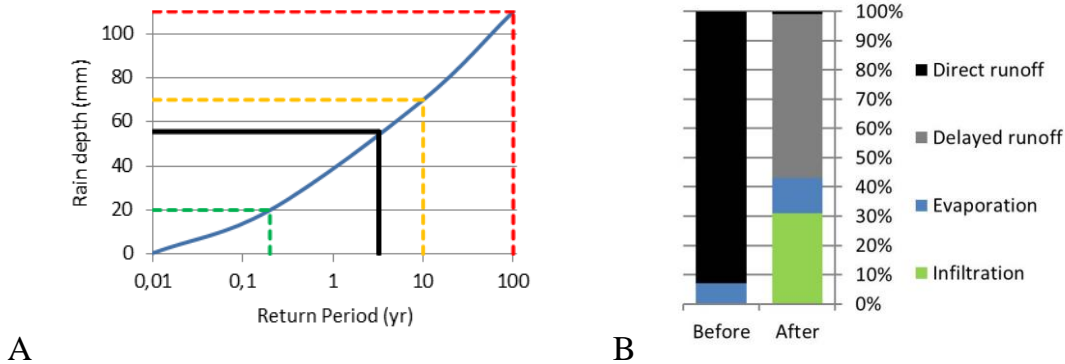 Rain depth (mm)
100
80
60
40
20
0
0,01 0,1 1 10 100
Return Period (yr)
A
100%
90%
80%
70%
60%
50%
40%
30%
20%
10%
0%
Before After
Direct runoff
Delayed runoff
Evaporation
Infiltration
B